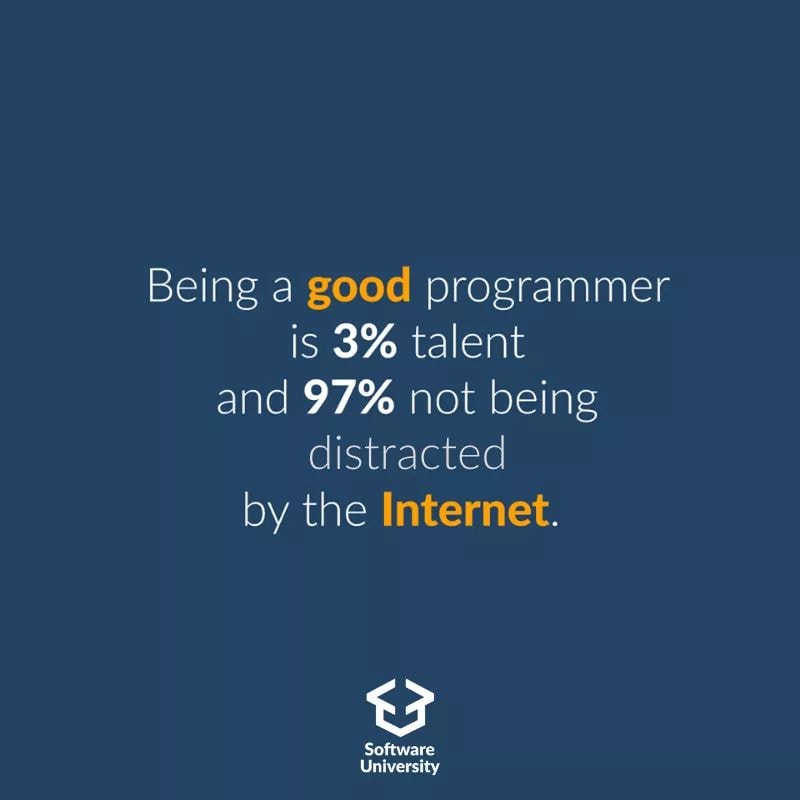 Being a good programmer
is 3% talent
and 97% not being
distracted
by the Internet.
Software
University